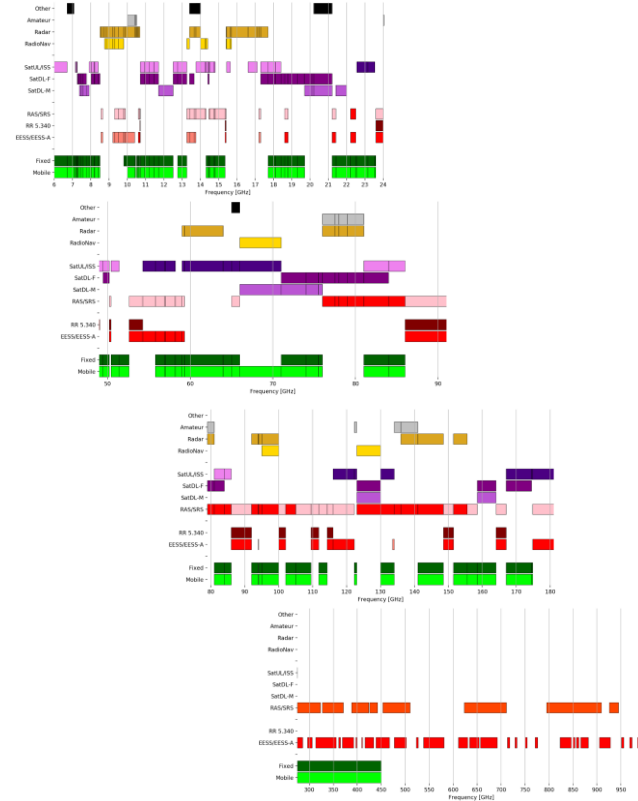 Other
Amateur
Radar
RadioNav
SatUL/ISS
SatDL-F
SatDL-M
RAS/SRS
RR 5.340
EESS/EESS-A
Fixed
Mobile
6 7 8 9 10 11 12 13 14 15 16 17 18 19 20 21 22 23 24
Frequency [GHz]
Other
Amateur
Radar
RadioNav
SatUL/ISS
SatDL-F
SatDL-M
RAS/SRS
RR 5.340
EESS/EESS-A
Fixed
Mobile
50 60 70 80 90
Frequency [GHz]
Other
Amateur
Radar
RadioNav
SatUL/ISS
SatDL-F
SatDL-M
RAS/SRS
RR 5.340
EESS/EESS-A
Fixed
Mobile
80 90 100 110 120 130 140 150 160 170 180
Frequency [GHz]
Other
Amateur
Radar
RadioNav
SatUL/ISS
SatDL-F
SatDL-M
RAS/SRS
RR 5.340
EESS/EESS-A
Fixed
Mobile
300 350 400 450 500 550 600 650 700 750 800 850 900 950
Frequency [GHz]